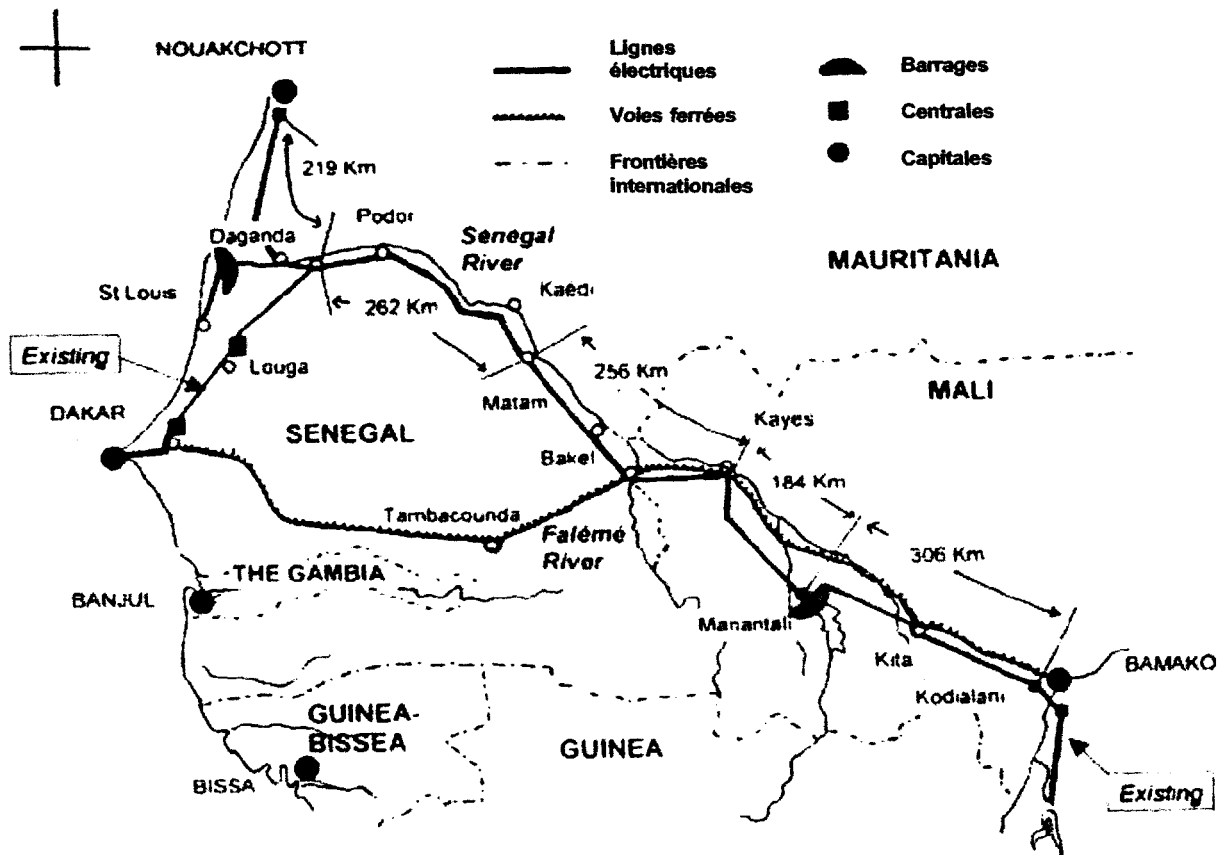 NOUAKCHOTT
Lignes
électriques
Voies ferrées
Frontières
internationales
Barrages
Centrales
Capitales
219 Km
Podor
Daganda
Sénégal
River
MAURITANIA
St Louis
262 Km
Kaédi
Existing
Louga
256 Km
MALI
DAKAR
Matam
Kayes
SENEGAL
Bakel
184 Km
Tambacounda
Falémé
River
306 Km
THE GAMBIA
BANJUL
Manantali
Kita
BAMAKO
Kodialani
GUINEA-
BISSEA
GUINEA
BISSA
Existing